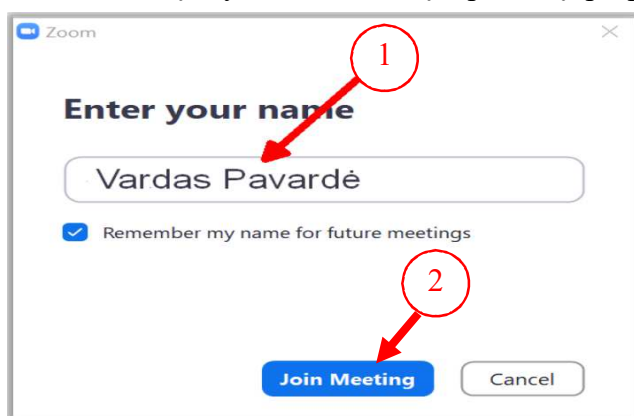 Zoom
1
Enter your name
Vardas Pavardė
Remember my name for future meetings
2
Join Meeting Cancel